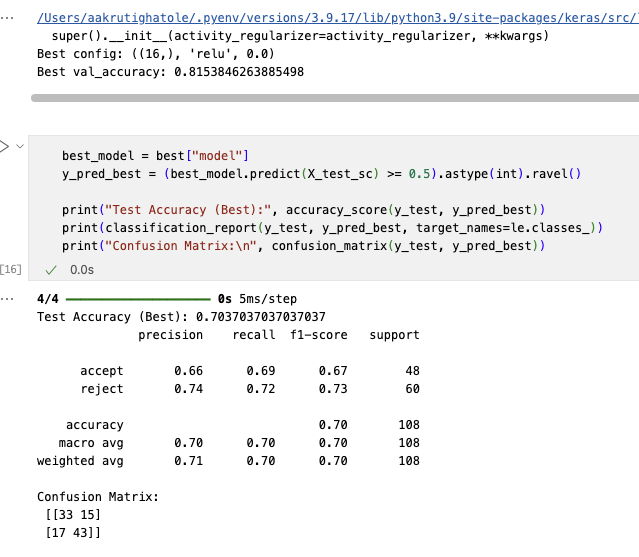 ... /Users/aakrutighatole/.pyenv/versions/3.9.17/lib/python3.9/site-packages/keras/src/
super().__init__(activity_regularizer=activity_regularizer, **kwargs)
Best config: ((16,), 'relu', 0.0)
Best val_accuracy: 0.8153846263885498
best_model = best["model"]
y_pred_best = (best_model.predict(X_test_sc) >= 0.5).astype(int).ravel()
print("Test Accuracy (Best):", accuracy_score(y_test, y_pred_best))
print(classification_report(y_test, y_pred_best, target_names=le.classes_))
print("Confusion Matrix:\n", confusion_matrix(y_test, y_pred_best))
[16] ✓ 0.0s
... 4/4 ━━━━━━━━━━━━━━━━━━━━ 0s 5ms/step
Test Accuracy (Best): 0.7037037037037037
precision recall f1-score support
accept 0.66 0.69 0.67 48
reject 0.74 0.72 0.73 60
accuracy 0.70 108
macro avg 0.70 0.70 0.70 108
weighted avg 0.71 0.70 0.70 108
Confusion Matrix:
[[33 15]
[17 43]]